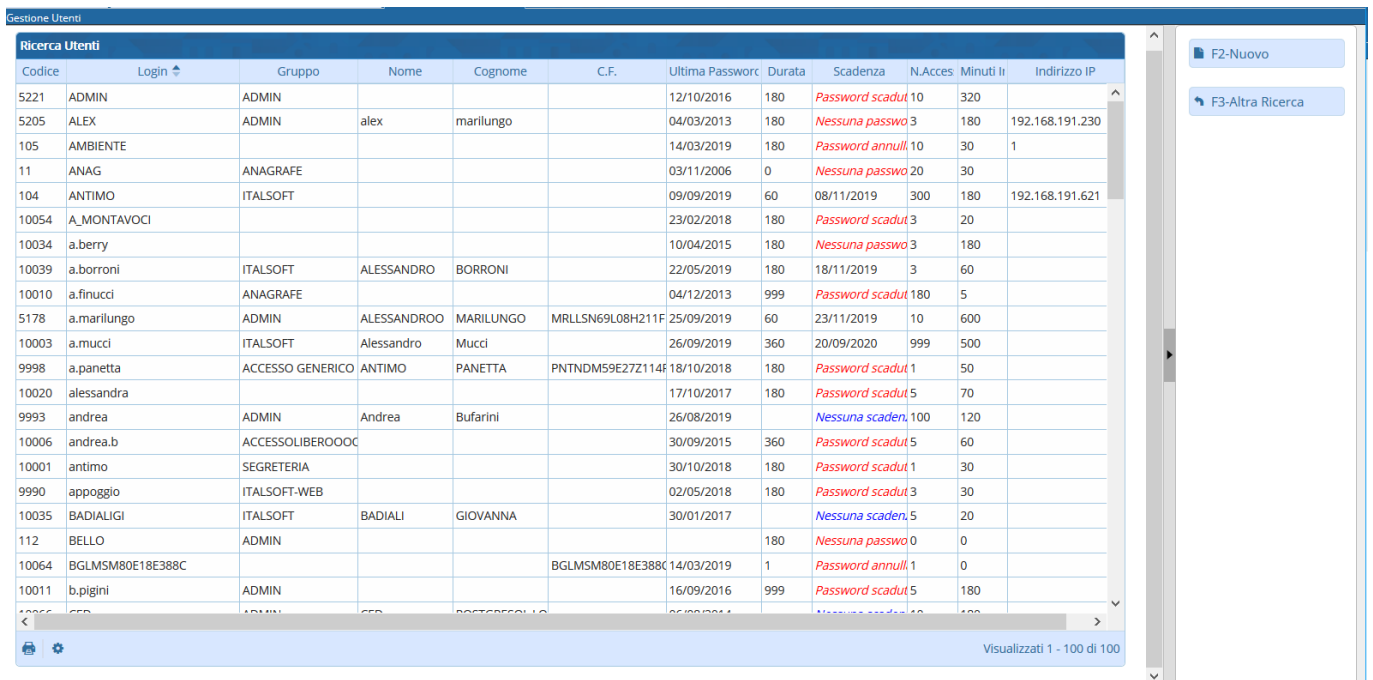 Gestione Utenti
Ricerca Utenti
Codice Login Gruppo Nome Cognome C.F. Ultima Password Durata Scadenza N.Acces Minuti Indirizzo IP
5221 ADMIN ADMIN 12/10/2016 180 Password scadut 10 320
5205 ALEX ADMIN alex marilungo 04/03/2013 180 Nessuna passwo 3 180 192.168.191.230
105 AMBIENTE 14/03/2019 180 Password annull 10 30 1
11 ANAG ANAGRAFE 03/11/2006 0 Nessuna passwo 20 30
104 ANTIMO ITALSOFT 09/09/2019 60 08/11/2019 300 180 192.168.191.621
10054 A_MONTAVOCI 23/02/2018 180 Password scadut 3 20
10034 a.berry 10/04/2015 180 Nessuna passwo 3 180
10039 a.borroni ITALSOFT ALESSANDRO BORRONI 22/05/2019 180 18/11/2019 3 60
10010 a.finucci ANAGRAFE 04/12/2013 999 Password scadut 180 5
5178 a.marilungo ADMIN ALESSANDROO MARILUNGO MRLLSN69L08H211F 25/09/2019 60 23/11/2019 10 600
10003 a.mucci ITALSOFT Alessandro Mucci 26/09/2019 360 20/09/2020 999 500
9998 a.panetta ACCESSO GENERICO ANTIMO PANETTA PNTNDM59E27Z114F 18/10/2018 180 Password scadut 1 50
10020 alessandra 17/10/2017 180 Password scadut 5 70
9993 andrea ADMIN Andrea Bufarini 26/08/2019 Nessuna scaden 100 120
10006 andrea.b ACCESSOLIBEROOOO 30/09/2015 360 Password scadut 5 60
10001 antimo SEGRETERIA 30/10/2018 180 Password scadut 1 30
9990 appoggio ITALSOFT-WEB 02/05/2018 180 Password scadut 3 30
10035 BADIALIGI ITALSOFT BADIALI GIOVANNA 30/01/2017 Nessuna scaden 5 20
112 BELLO ADMIN 180 Nessuna passwo 0 0
10064 BGLMSM80E18E388C BGLMSM80E18E388C 14/03/2019 1 Password annull 1 0
10011 b.pigini ADMIN 16/09/2016 999 Password scadut 5 180
Visualizzati 1 - 100 di 100
F2-Nuovo
F3-Altra Ricerca